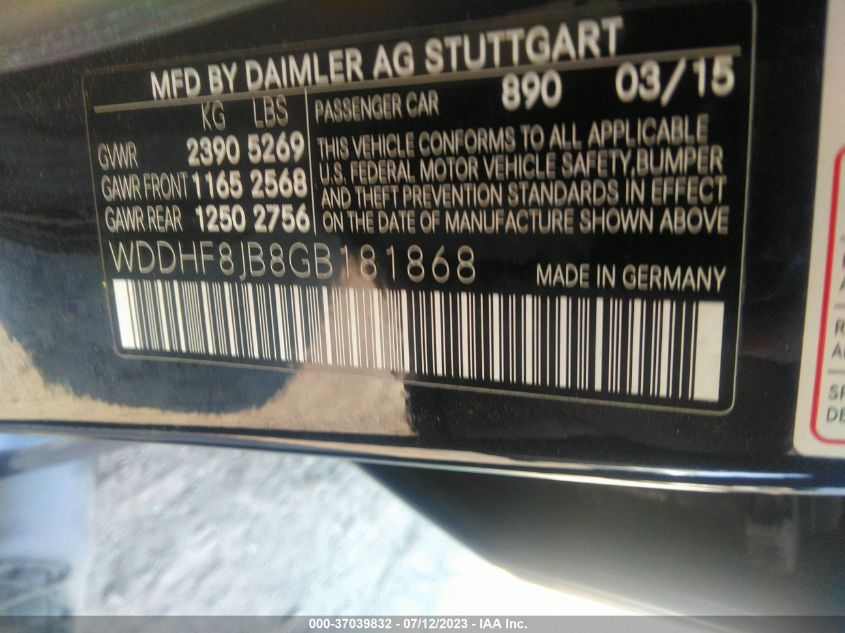 MFD BY DAIMLER AG STUTTGART
KG LBS
GVWR 2390 5269
GAWR FRONT 1165 2568
GAWR REAR 1250 2756
PASSENGER CAR 890 03/15
THIS VEHICLE CONFORMS TO ALL APPLICABLE
U.S. FEDERAL MOTOR VEHICLE SAFETY, BUMPER
AND THEFT PREVENTION STANDARDS IN EFFECT
ON THE DATE OF MANUFACTURE SHOWN ABOVE
WDDHF8JB8GB181868 MADE IN GERMANY
SP
DE
000-37039832 - 07/12/2023 - IAA Inc.